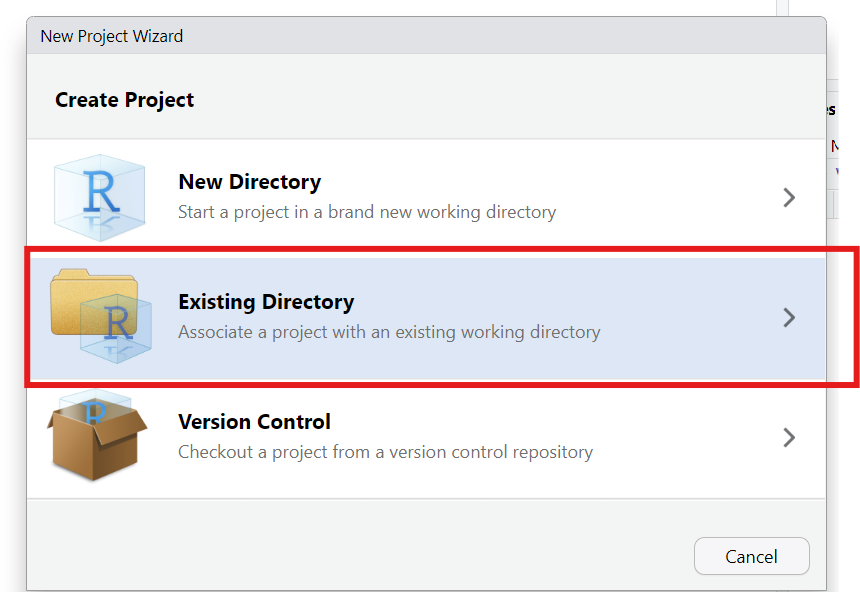 New Project Wizard
Create Project
R
New Directory
Start a project in a brand new working directory
R
Existing Directory
Associate a project with an existing working directory
R
Version Control
Checkout a project from a version control repository
Cancel
es